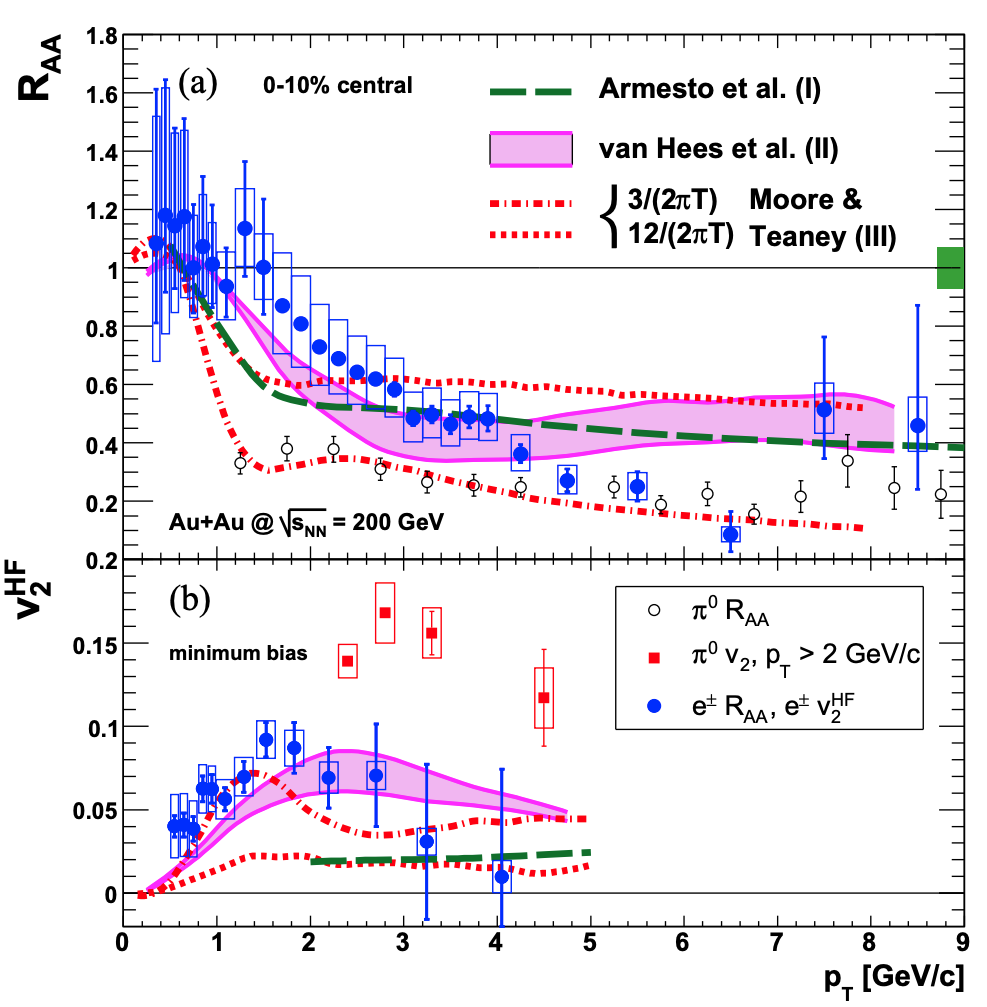 R_AA
1.8
1.6
1.4
1.2
1
0.8
0.6
0.4
0.2
(a)
0-10% central
Armesto et al. (I)
van Hees et al. (II)
3/(2πT) Moore &
12/(2πT) Teaney (III)
Au+Au @ √s_NN = 200 GeV
v_2^HF
0.2
0.15
0.1
0.05
0
(b)
minimum bias
π^0 R_AA
π^0 v_2, p_T > 2 GeV/c
e^± R_AA, e^± v_2^HF
0 1 2 3 4 5 6 7 8 9
p_T [GeV/c]